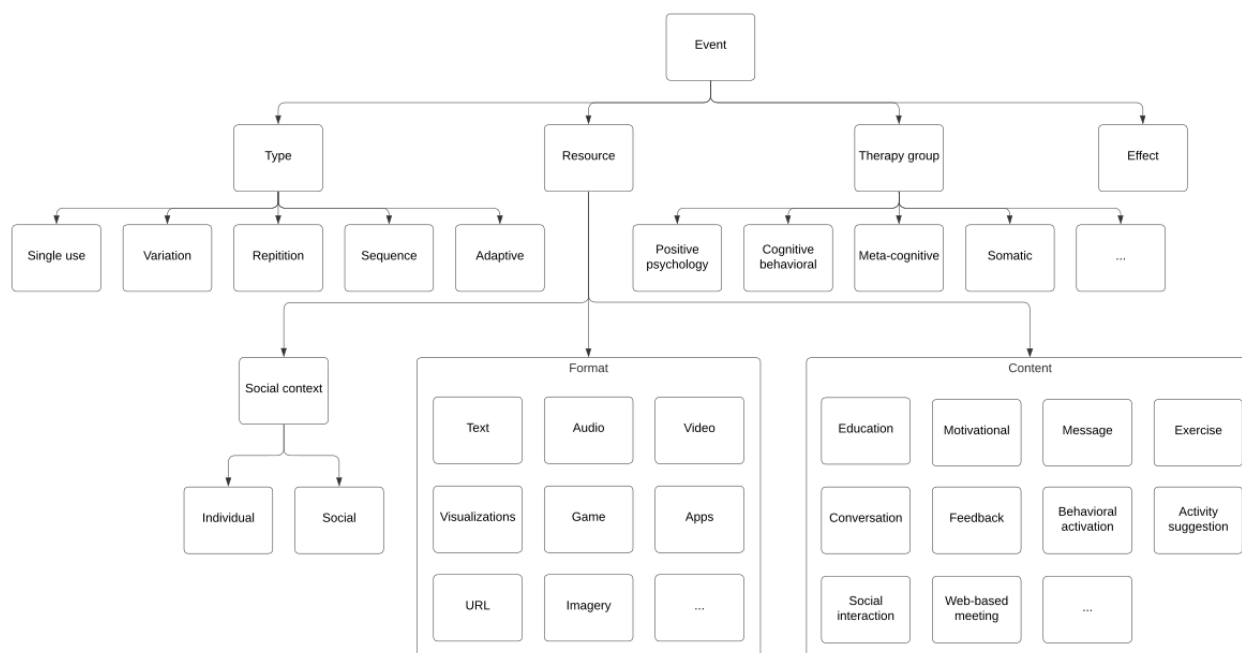 Event
Type
Resource
Therapy group
Effect
Single use
Variation
Repitition
Sequence
Adaptive
Positive
psychology
Cognitive
behavioral
Meta-cognitive
Somatic
...
Social context
Individual
Social
Format
Text
Audio
Video
Visualizations
Game
Apps
URL
Imagery
...
Content
Education
Motivational
Message
Exercise
Conversation
Feedback
Behavioral
activation
Activity
suggestion
Social
interaction
Web-based
meeting
...